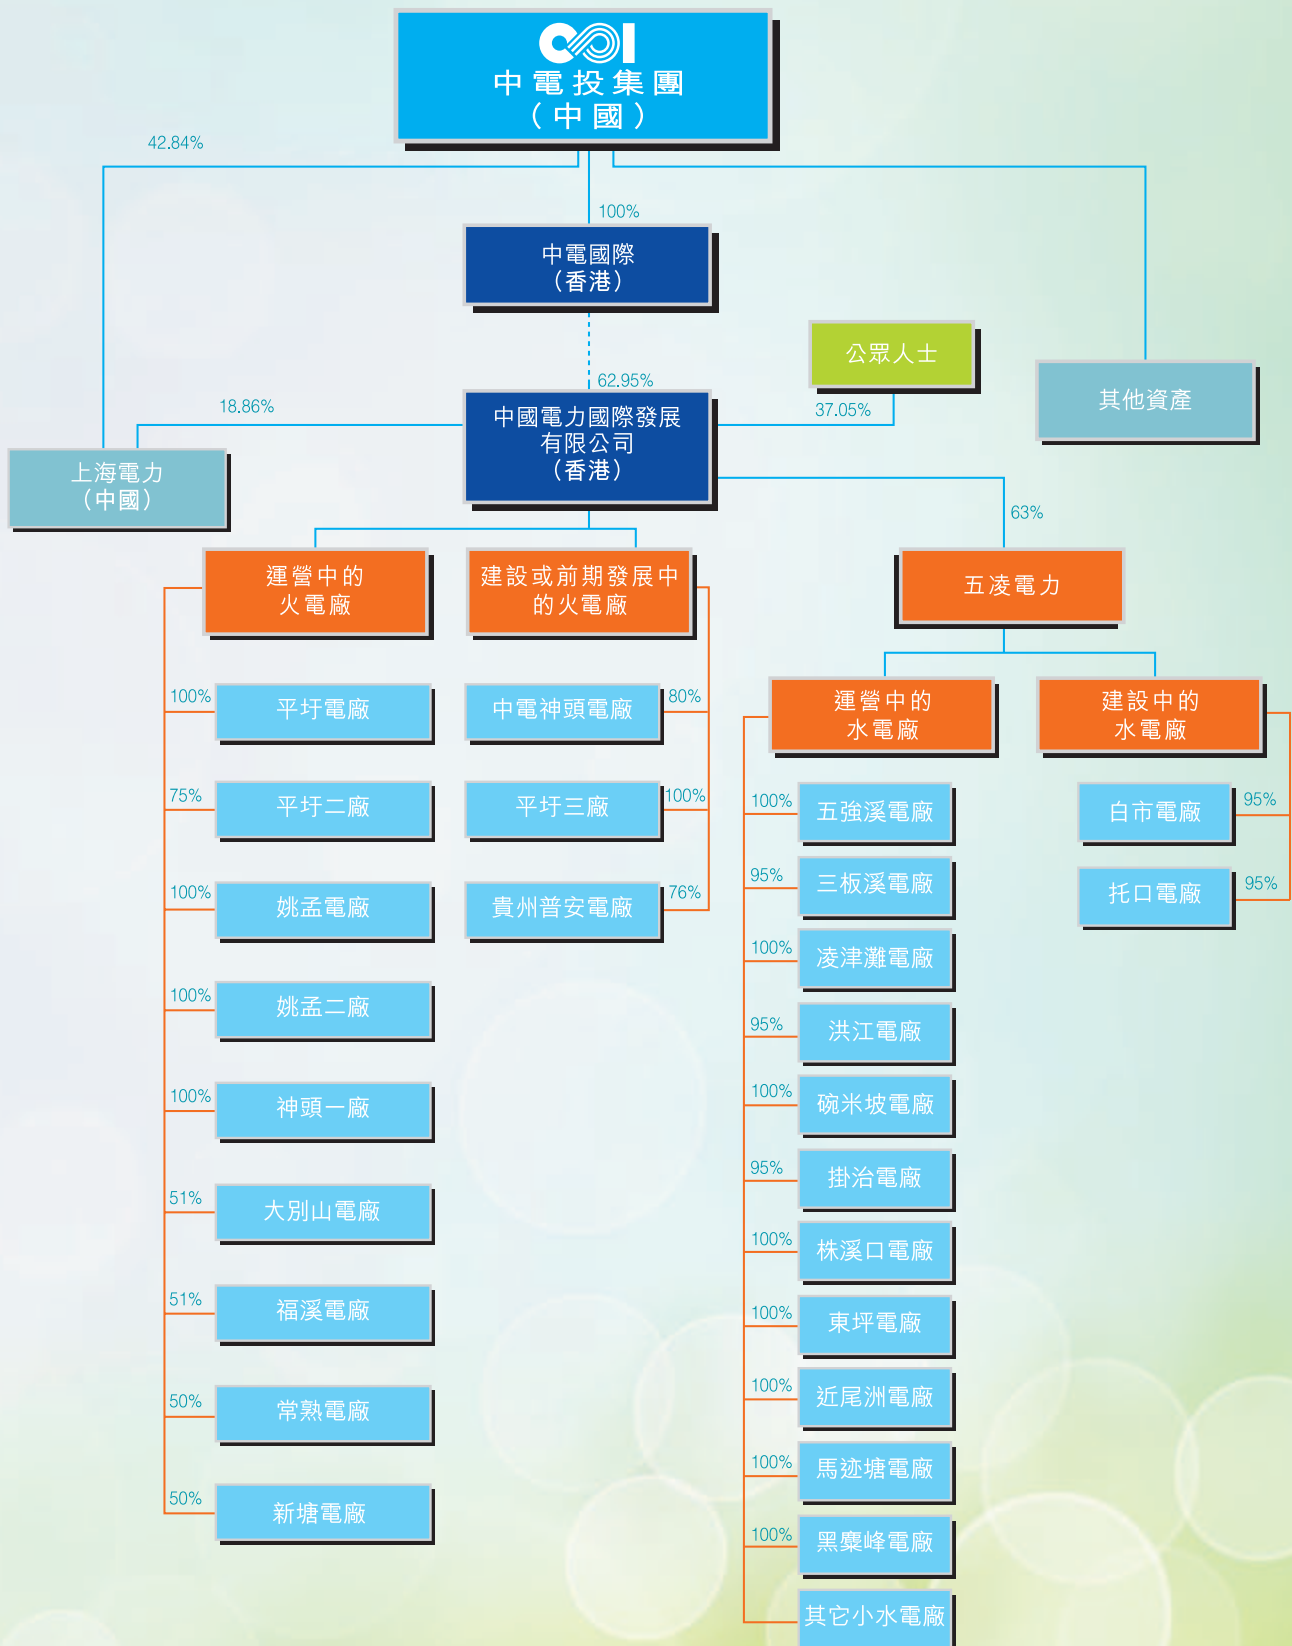 CPI
中電投集團
（中國）
42.84%
100%
中電國際
（香港）
公眾人士
62.95%
其他資產
18.86%
37.05%
中國電力國際發展
有限公司
（香港）
上海電力
（中國）
63%
運營中的
火電廠
建設或前期發展中
的火電廠
五凌電力
100%
平圩電廠
75%
平圩二廠
100%
姚孟電廠
100%
姚孟二廠
100%
神頭一廠
51%
大別山電廠
51%
福溪電廠
50%
常熟電廠
50%
新塘電廠
中電神頭電廠
80%
平圩三廠
100%
貴州普安電廠
76%
運營中的
水電廠
100%
五強溪電廠
95%
三板溪電廠
100%
凌津灘電廠
95%
洪江電廠
100%
碗米坡電廠
95%
掛治電廠
100%
株溪口電廠
100%
東坪電廠
100%
近尾洲電廠
100%
馬迹塘電廠
100%
黑麋峰電廠
其它小水電廠
建設中的
水電廠
白市電廠
95%
托口電廠
95%